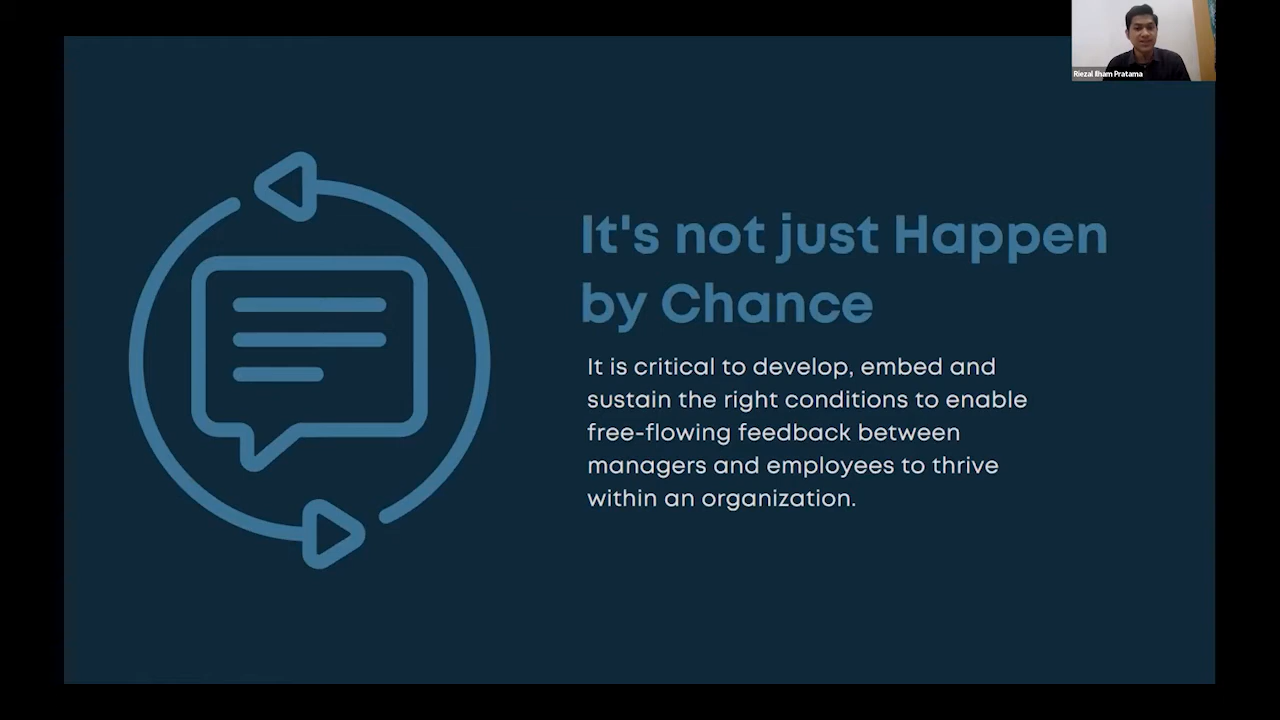 Riezal Ilham Pratama
It's not just Happen
by Chance
It is critical to develop, embed and
sustain the right conditions to enable
free-flowing feedback between
managers and employees to thrive
within an organization.